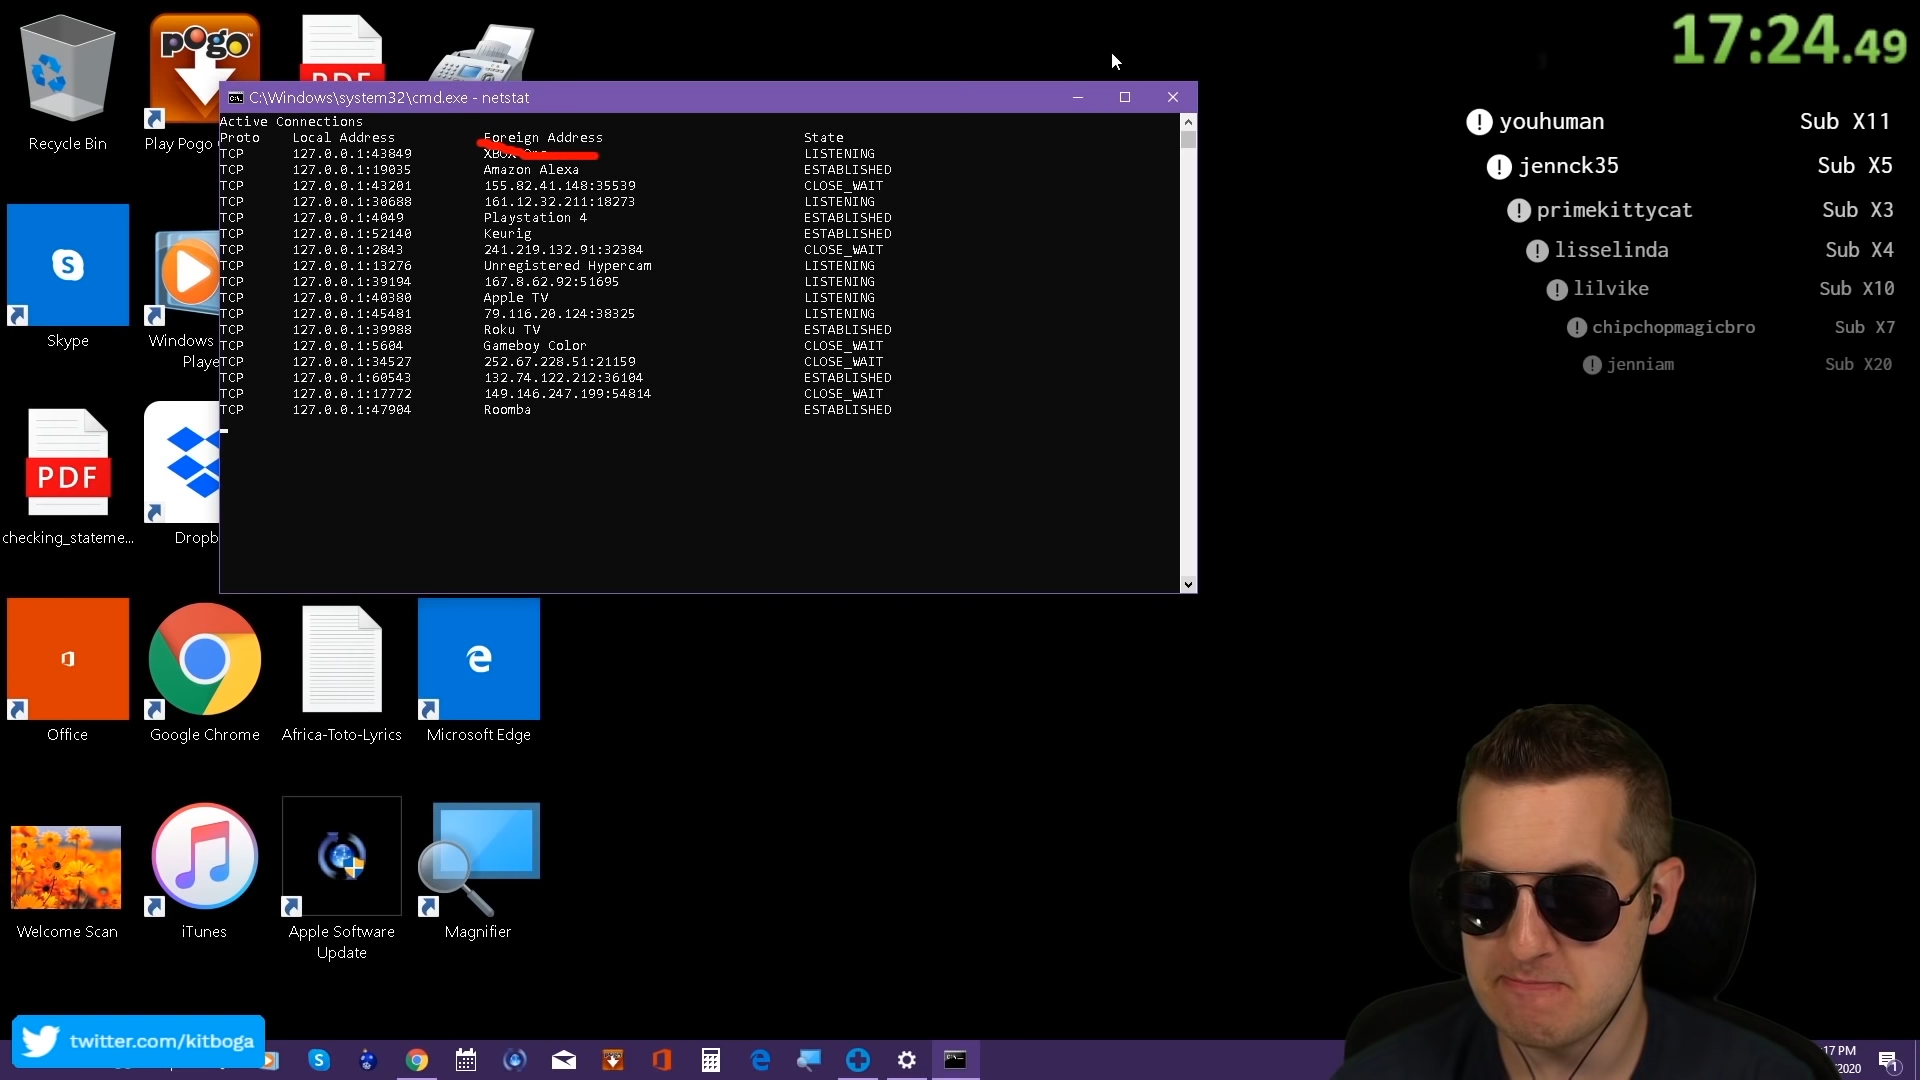 17:24.49
pogo
PDF
C:\Windows\system32\cmd.exe - netstat
Active Connections
Proto Local Address Foreign Address State
TCP 127.0.0.1:43849 XBOX One LISTENING
TCP 127.0.0.1:19035 Amazon Alexa ESTABLISHED
TCP 127.0.0.1:43201 155.82.41.148:35539 CLOSE_WAIT
TCP 127.0.0.1:30688 161.12.32.211:18273 LISTENING
TCP 127.0.0.1:4049 Playstation 4 ESTABLISHED
TCP 127.0.0.1:52140 Keurig ESTABLISHED
TCP 127.0.0.1:2843 241.219.132.91:32384 CLOSE_WAIT
TCP 127.0.0.1:13276 Unregistered Hypercam LISTENING
TCP 127.0.0.1:39194 167.8.62.92:51695 LISTENING
TCP 127.0.0.1:40380 Apple TV LISTENING
TCP 127.0.0.1:45481 79.116.20.124:38325 LISTENING
TCP 127.0.0.1:39988 Roku TV ESTABLISHED
TCP 127.0.0.1:5604 Gameboy Color CLOSE_WAIT
TCP 127.0.0.1:34527 252.67.228.51:21159 CLOSE_WAIT
TCP 127.0.0.1:60543 132.74.122.212:36104 ESTABLISHED
TCP 127.0.0.1:17772 149.146.247.199:54814 CLOSE_WAIT
TCP 127.0.0.1:47904 Roomba ESTABLISHED
youhuman Sub X11
jennck35 Sub X5
primekittycat Sub X3
lisselinda Sub X4
lilvike Sub X10
chipchopmagicbro Sub X7
jenniam Sub X20
Recycle Bin
Play Pogo
Skype
Windows
Playe
PDF
checking_stateme...
Dropb
Office
Google Chrome
Africa-Toto-Lyrics
Microsoft Edge
Welcome Scan
iTunes
Apple Software
Update
Magnifier
twitter.com/kitboga
:17 PM
2020
1